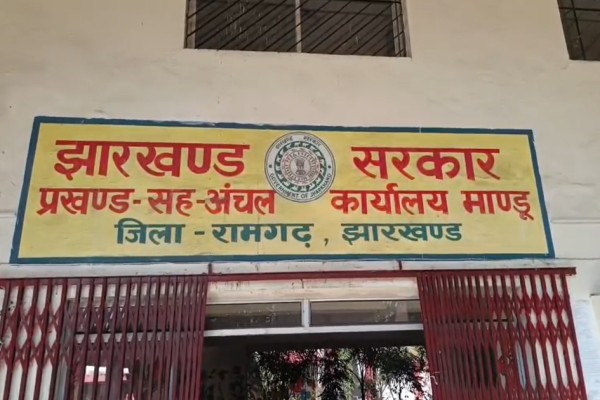 झारखण्ड सरकार
प्रखण्ड-सह-अंचल कार्यालय माण्डू
जिला - रामगढ़, झारखण्ड